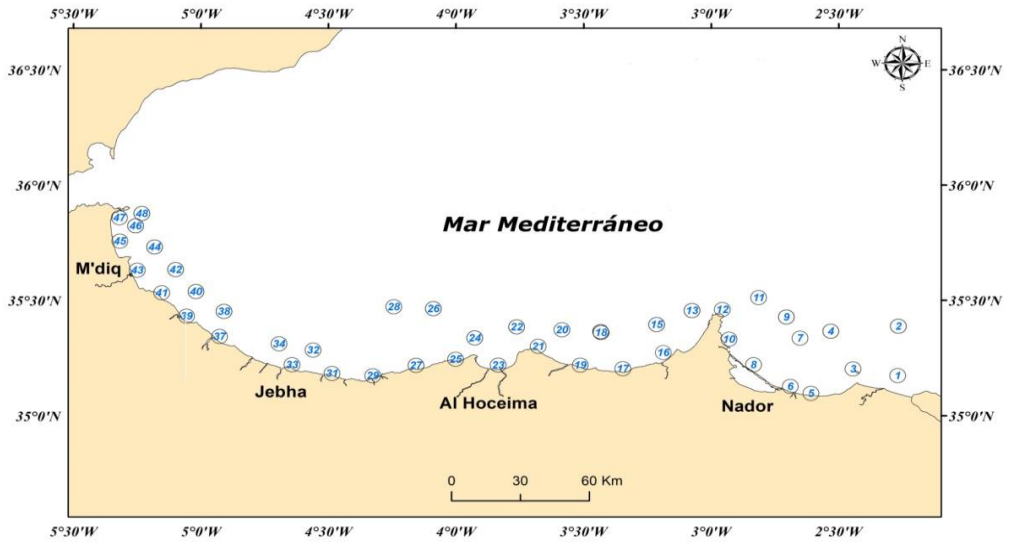 5°30'W 5°0'W 4°30'W 4°0'W 3°30'W 3°0'W 2°30'W
N
W E
S
36°30'N 36°30'N
36°0'N 36°0'N
47 48
46
Mar Mediterráneo
45 44
M'diq 43 42
41 40 28 26 11 35°30'N 35°30'N
39 38 13 12 9
37 22 20 18 15 10 7 4 2
34 32 24 21 16
33 31 29 27 25 23 19 17 8 6 5 3 1
Jebha
Al Hoceima
Nador
35°0'N 35°0'N
0 30 60 Km
5°30'W 5°0'W 4°30'W 4°0'W 3°30'W 3°0'W 2°30'W